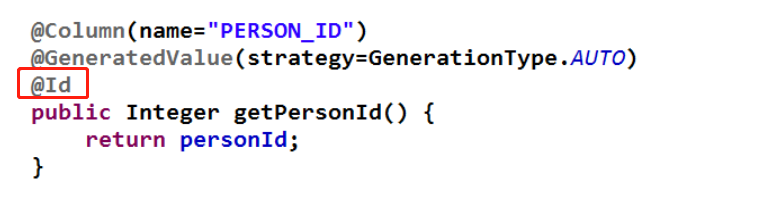 @Column(name="PERSON_ID")
@GeneratedValue(strategy=GenerationType.AUTO)
@Id
public Integer getPersonId() {
    return personId;
}